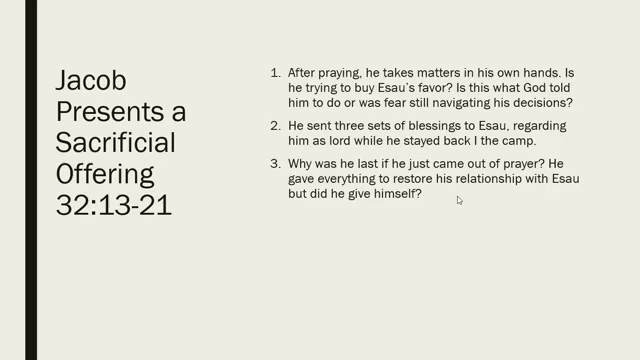 Jacob
Presents a
Sacrificial
Offering
32:13-21
1. After praying, he takes matters in his own hands. Is
he trying to buy Esau's favor? Is this what God told
him to do or was fear still navigating his decisions?
2. He sent three sets of blessings to Esau, regarding
him as lord while he stayed back I the camp.
3. Why was he last if he just came out of prayer? He
gave everything to restore his relationship with Esau
but did he give himself?